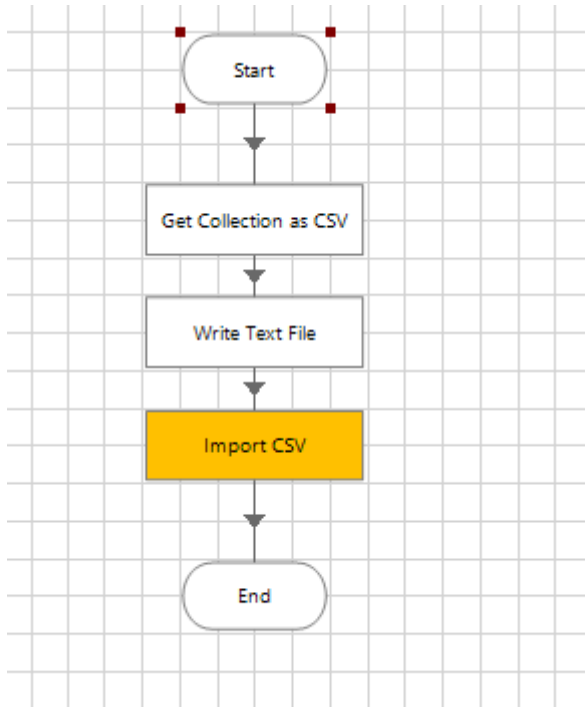 Start
Get Collection as CSV
Write Text File
Import CSV
End